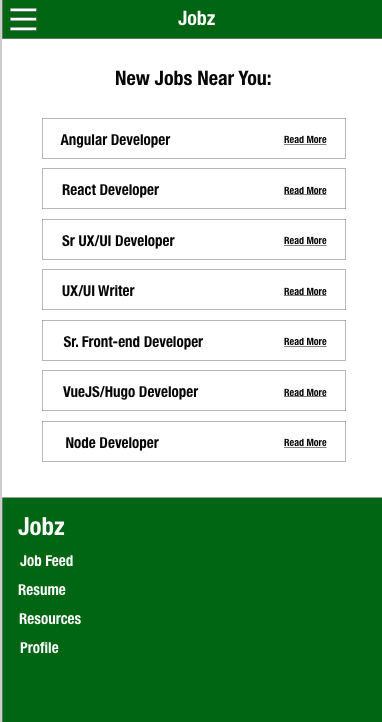 Jobz
New Jobs Near You:
Angular Developer Read More
React Developer Read More
Sr UX/UI Developer Read More
UX/UI Writer Read More
Sr. Front-end Developer Read More
VueJS/Hugo Developer Read More
Node Developer Read More
Jobz
Job Feed
Resume
Resources
Profile